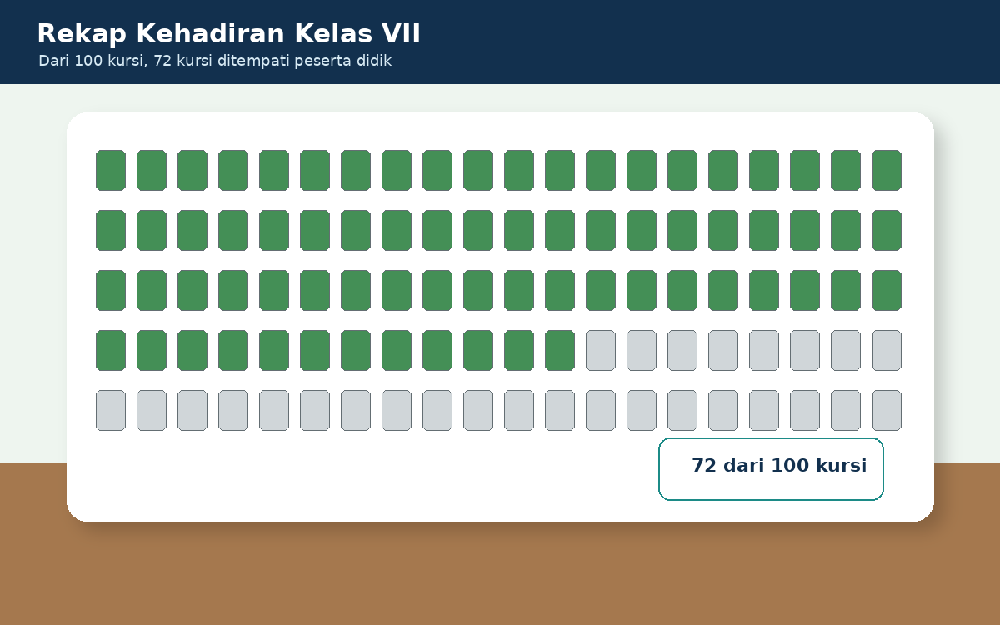 Rekap Kehadiran Kelas VII
Dari 100 kursi, 72 kursi ditempati peserta didik
72 dari 100 kursi